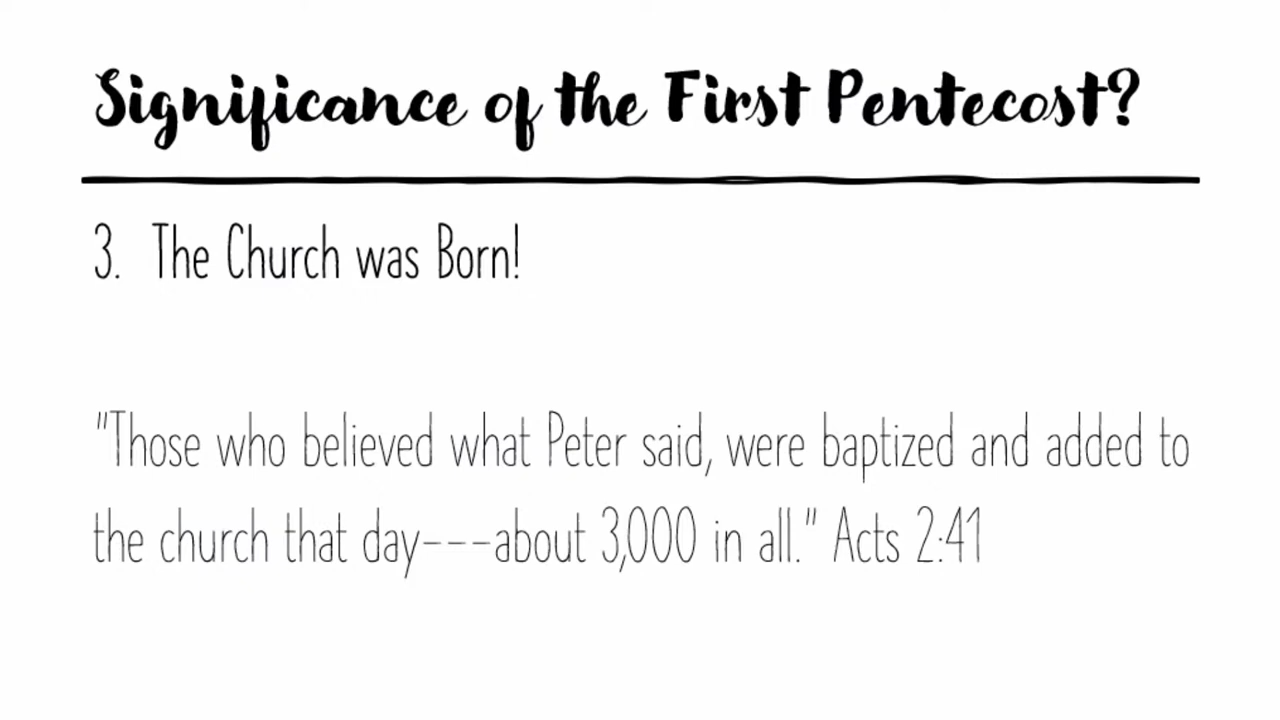 Significance of the First Pentecost?
3. The Church was Born!
"Those who believed what Peter said, were baptized and added to
the church that day---about 3,000 in all." Acts 2:41